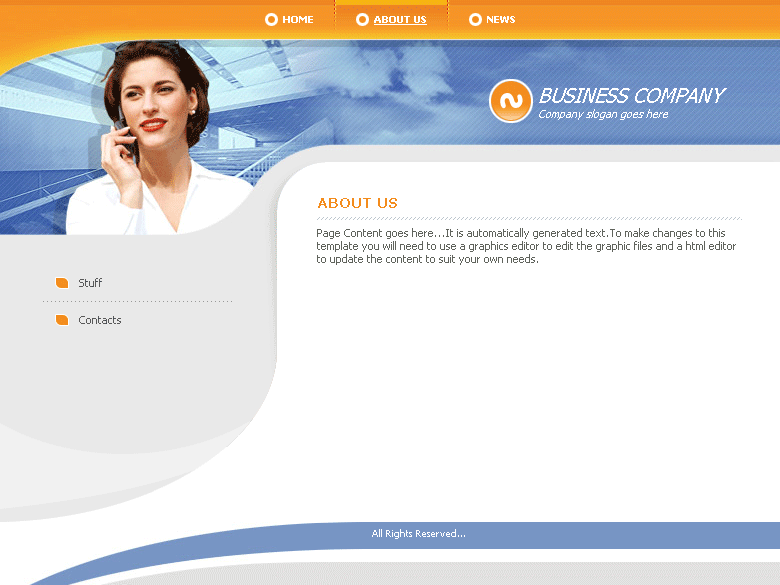 HOME ABOUT US NEWS
BUSINESS COMPANY
Company slogan goes here
ABOUT US
Page Content goes here...It is automatically generated text.To make changes to this
template you will need to use a graphics editor to edit the graphic files and a html editor
to update the content to suit your own needs.
Stuff
Contacts
All Rights Reserved...